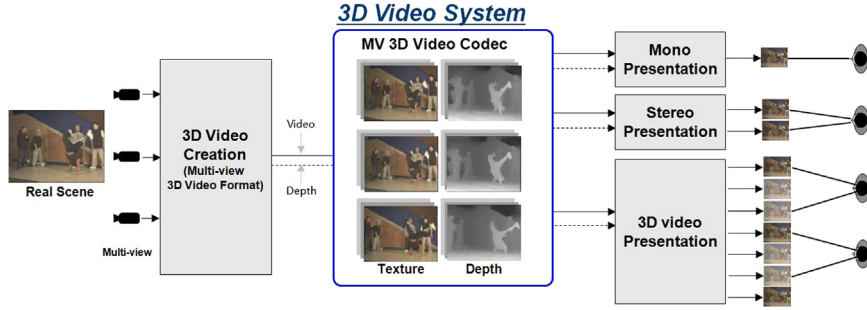 3D Video System
MV 3D Video Codec
Mono
Presentation
Stereo
Presentation
3D Video
Creation
(Multi-view
3D Video Format)
Video
Depth
Real Scene
Multi-view
3D video
Presentation
Texture
Depth